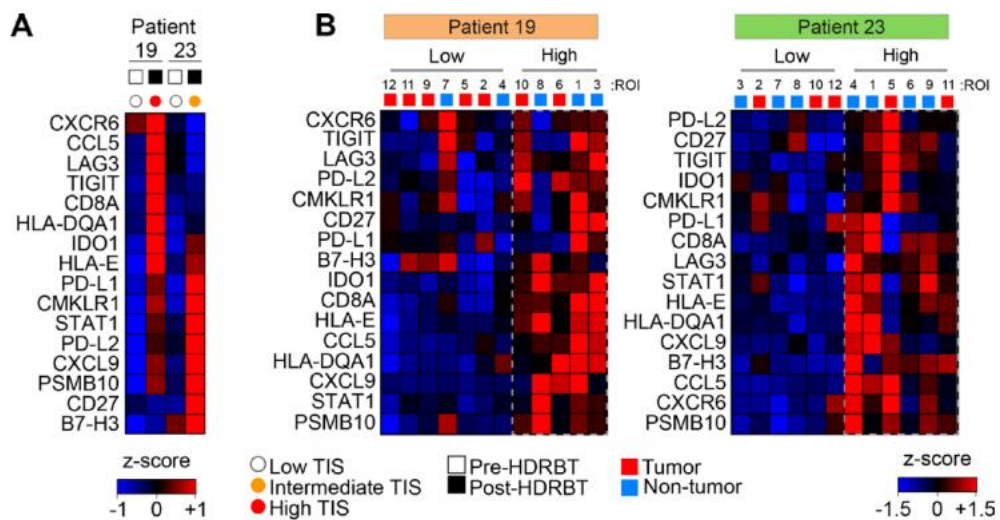 A
Patient
19 23
CXCR6
CCL5
LAG3
TIGIT
CD8A
HLA-DQA1
IDO1
HLA-E
PD-L1
CMKLR1
STAT1
PD-L2
CXCL9
PSMB10
CD27
B7-H3
z-score
-1 0 +1
B
Patient 19
Low High
12 11 9 7 5 2 4 10 8 6 1 3 :ROI
CXCR6
TIGIT
LAG3
PD-L2
CMKLR1
CD27
PD-L1
B7-H3
IDO1
CD8A
HLA-E
CCL5
HLA-DQA1
CXCL9
STAT1
PSMB10
Patient 23
Low High
3 2 7 8 10 12 4 1 5 6 9 11 :ROI
PD-L2
CD27
TIGIT
IDO1
CMKLR1
PD-L1
CD8A
LAG3
STAT1
HLA-E
HLA-DQA1
CXCL9
B7-H3
CCL5
CXCR6
PSMB10
Low TIS
Intermediate TIS
High TIS
Pre-HDRBT
Post-HDRBT
Tumor
Non-tumor
z-score
-1.5 0 +1.5